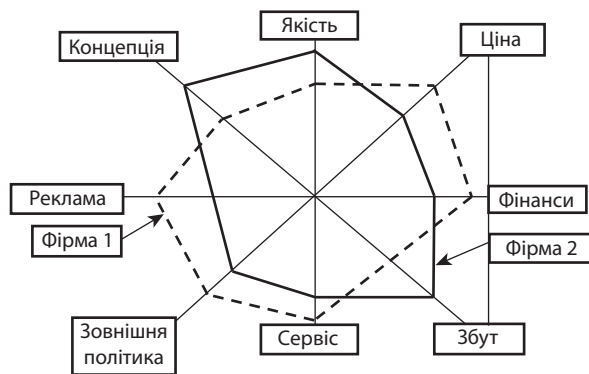 Якість
Концепція
Ціна
Реклама
Фінанси
Фірма 1
Фірма 2
Зовнішня
політика
Сервіс
Збут